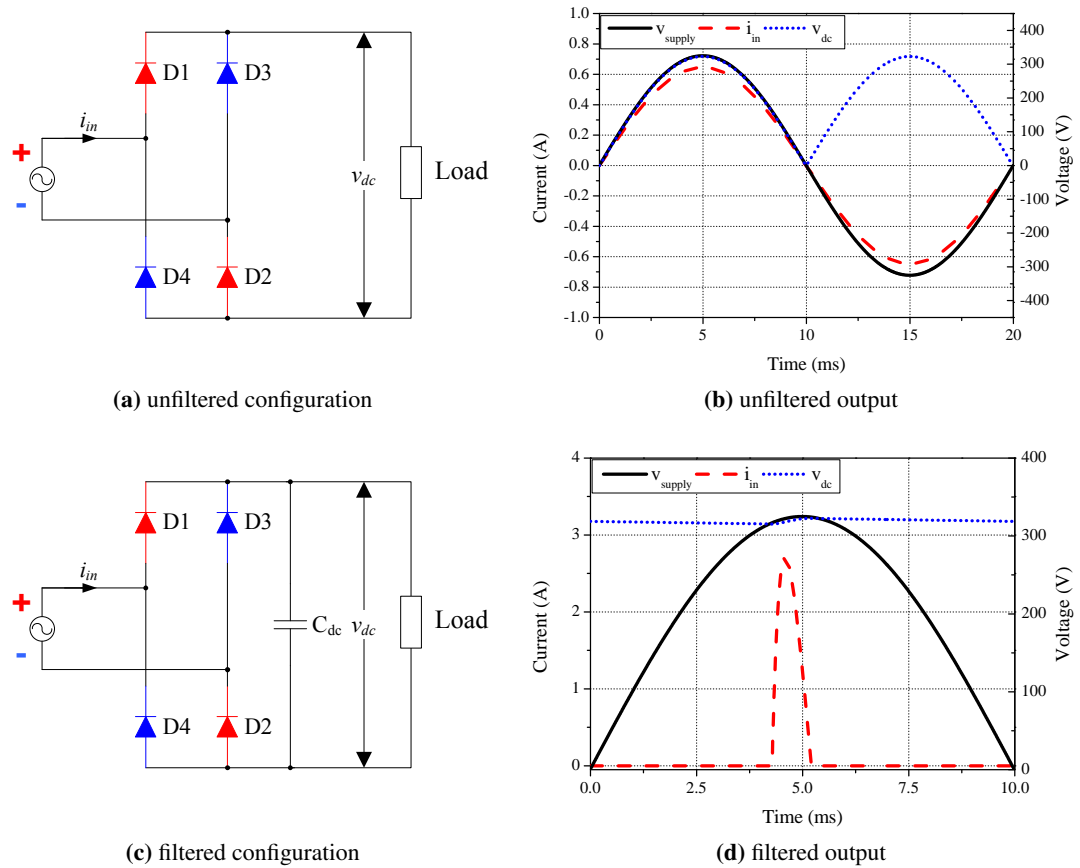 D1
D3
i_in
+
-
v_dc
Load
D4
D2
(a) unfiltered configuration
v_supply i_in v_dc
1.0
0.8
0.6
0.4
0.2
0.0
-0.2
-0.4
-0.6
-0.8
-1.0
Current (A)
400
300
200
100
0
-100
-200
-300
-400
Voltage (V)
0 5 10 15 20
Time (ms)
(b) unfiltered output
D1
D3
i_in
+
-
C_dc v_dc
Load
D4
D2
(c) filtered configuration
v_supply i_in v_dc
4
3
2
1
0
Current (A)
400
300
200
100
0
Voltage (V)
0.0 2.5 5.0 7.5 10.0
Time (ms)
(d) filtered output